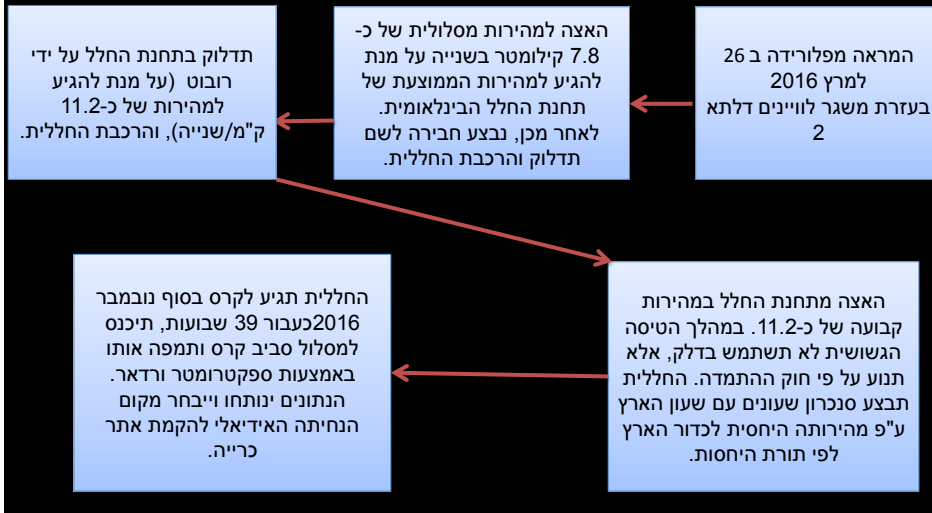 המראה מפלורידה ב 26
למרץ 2016
בעזרת משגר לוויינים דלתא
2
האצה למהירות מסלולית של כ-
7.8 קילומטר בשנייה על מנת
להגיע למהירות הממוצעת של
תחנת החלל הבינלאומית.
לאחר מכן, נבצע חבירה לשם
תדלוק והרכבת החללית.
תדלוק בתחנת החלל על ידי
רובוט (על מנת להגיע
למהירות של כ-11.2
ק"מ/שנייה), והרכבת החללית.
האצה מתחנת החלל במהירות
קבועה של כ-11.2. במהלך הטיסה
הגשושית לא תשתמש בדלק, אלא
תנוע על פי חוק ההתמדה. החללית
תבצע סנכרון שעונים עם שעון הארץ
ע"פ מהירותה היחסית לכדור הארץ
לפי תורת היחסות.
החללית תגיע לקרס בסוף נובמבר
2016כעבור 39 שבועות, תיכנס
למסלול סביב קרס ותמפה אותו
באמצעות ספקטרומטר ורדאר.
הנתונים ינותחו וייבחר מקום
הנחיתה האידיאלי להקמת אתר
כרייה.